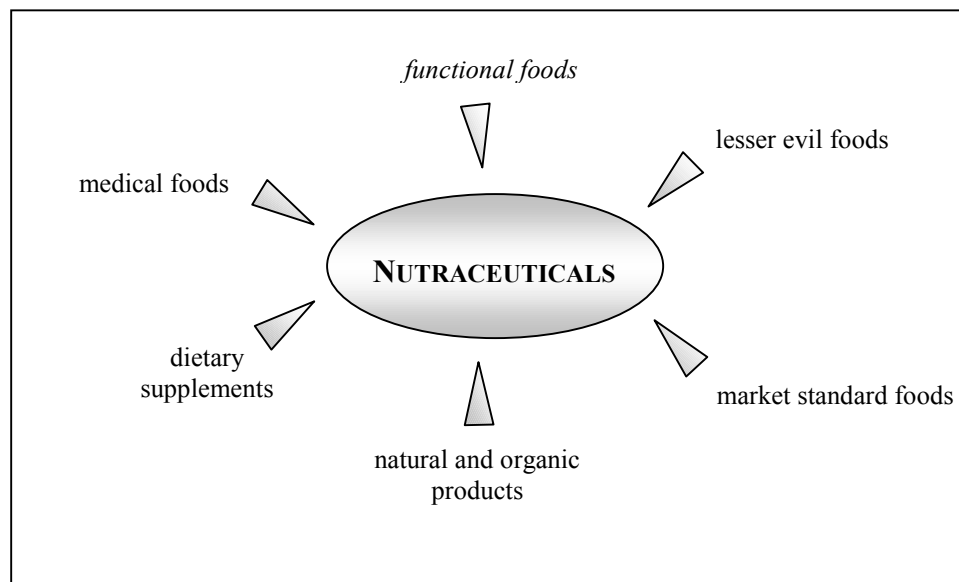 functional foods
lesser evil foods
medical foods
NUTRACEUTICALS
dietary
supplements
market standard foods
natural and organic
products